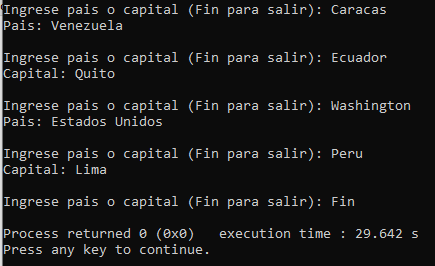 Ingrese pais o capital (Fin para salir): Caracas
Pais: Venezuela
Ingrese pais o capital (Fin para salir): Ecuador
Capital: Quito
Ingrese pais o capital (Fin para salir): Washington
Pais: Estados Unidos
Ingrese pais o capital (Fin para salir): Peru
Capital: Lima
Ingrese pais o capital (Fin para salir): Fin
Process returned 0 (0x0)   execution time : 29.642 s
Press any key to continue.